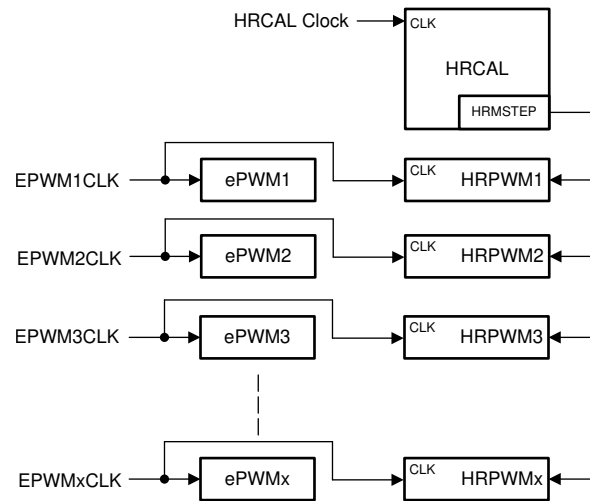 HRCAL Clock
CLK
HRCAL
HRMSTEP
EPWM1CLK
ePWM1
CLK
HRPWM1
EPWM2CLK
ePWM2
CLK
HRPWM2
EPWM3CLK
ePWM3
CLK
HRPWM3
EPWMxCLK
ePWMx
CLK
HRPWMx